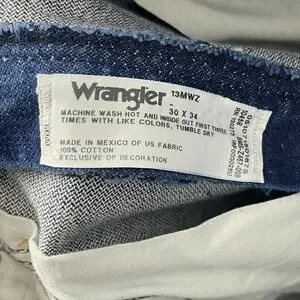 Wrangler 13MWZ
30 X 34
MACHINE WASH HOT AND INSIDE OUT FIRST THREE
TIMES WITH LIKE COLORS, TUMBLE DRY
MADE IN MEXICO OF US FABRIC
100% COTTON
EXCLUSIVE OF DECORATION